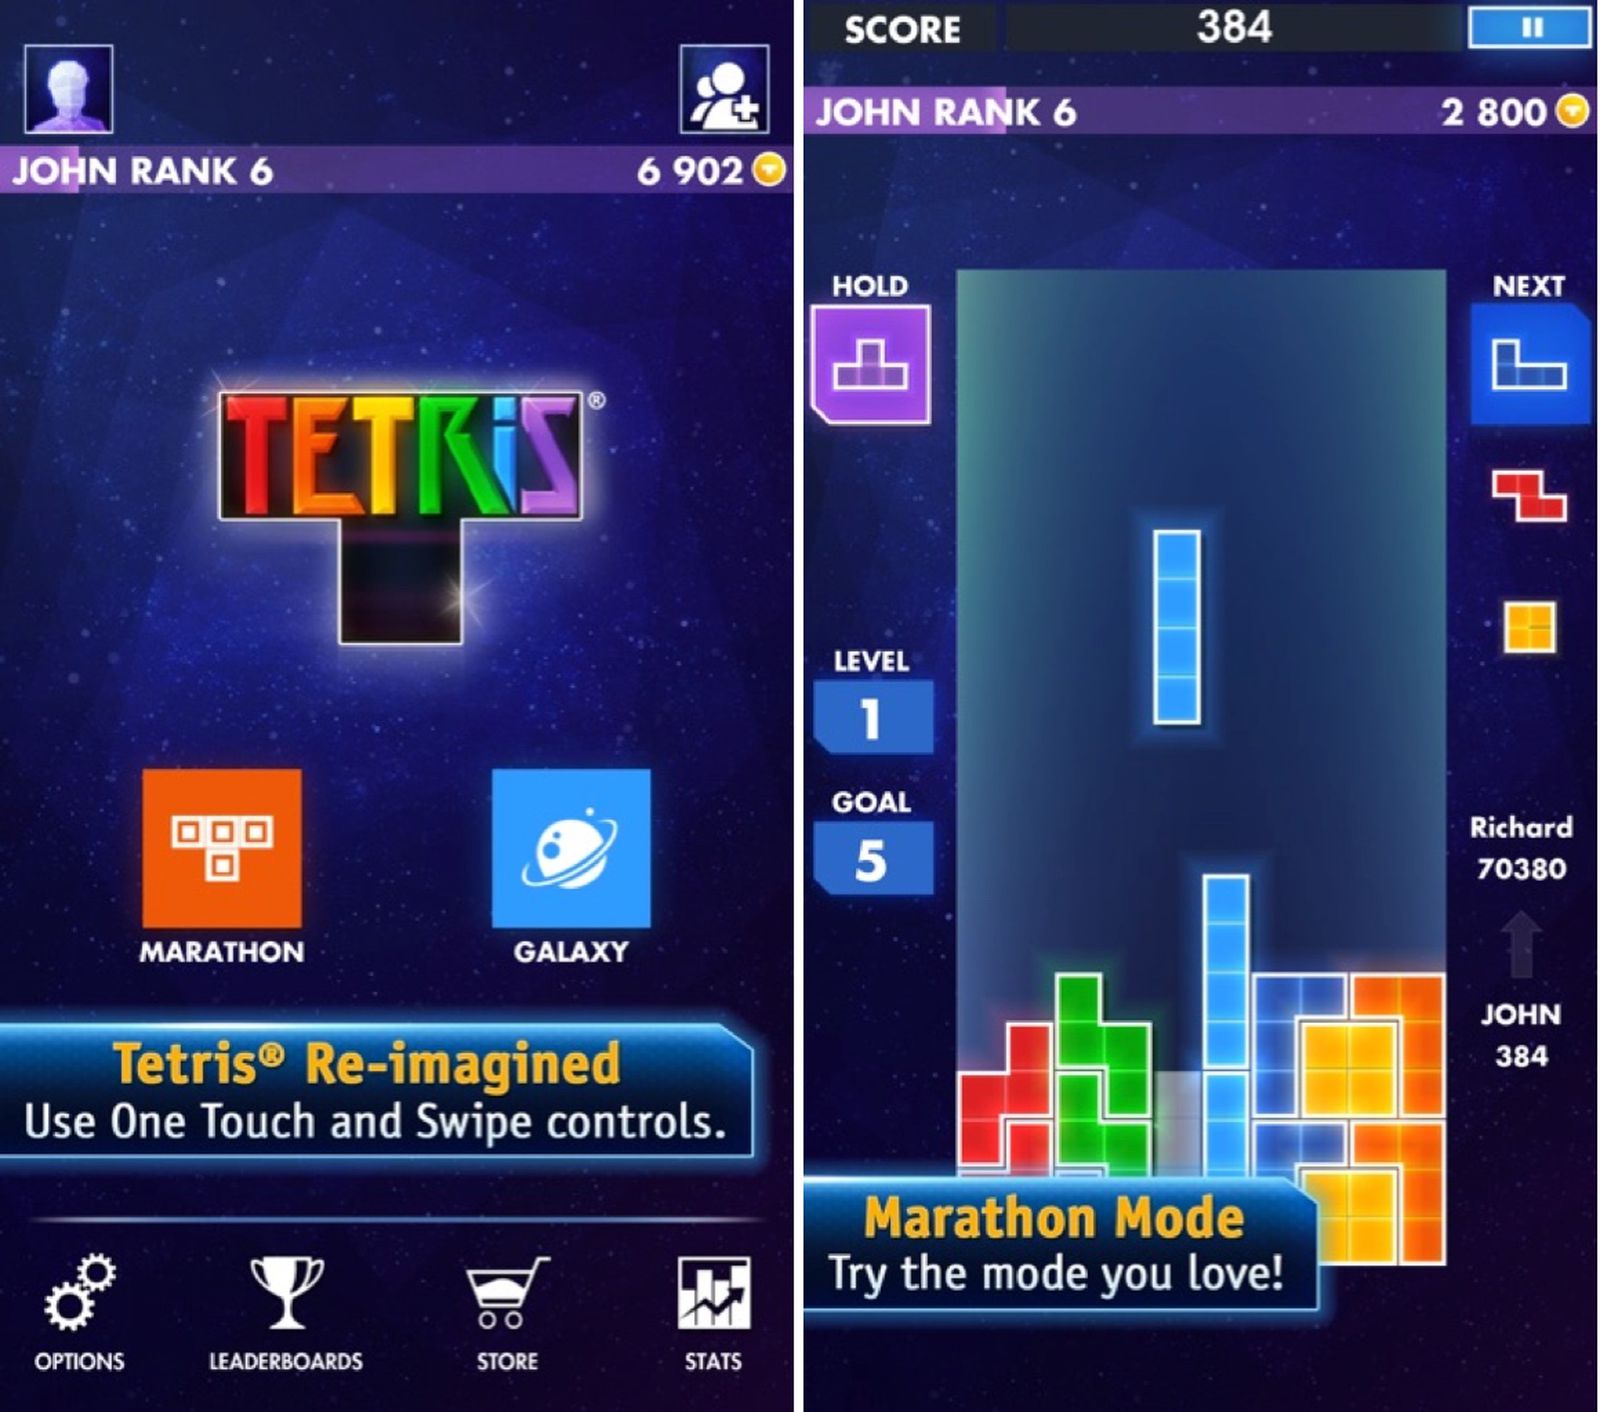 JOHN RANK 6
6 902
TETRiS®
MARATHON
GALAXY
Tetris® Re-imagined
Use One Touch and Swipe controls.
OPTIONS
LEADERBOARDS
STORE
STATS
SCORE
384
JOHN RANK 6
2 800
HOLD
NEXT
LEVEL
1
GOAL
5
Richard
70380
JOHN
384
Marathon Mode
Try the mode you love!